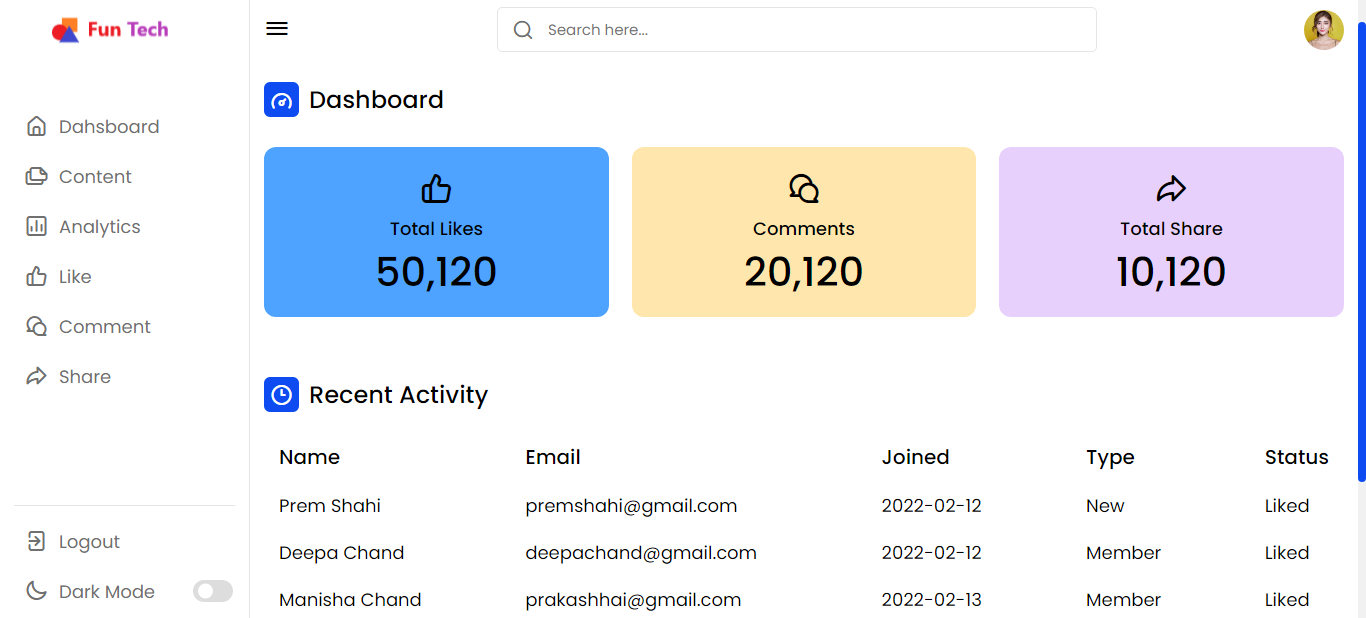 Fun Tech
Search here...
Dahsboard
Content
Analytics
Like
Comment
Share
Logout
Dark Mode
Dashboard
Total Likes
50,120
Comments
20,120
Total Share
10,120
Recent Activity
Name Email Joined Type Status
Prem Shahi premshahi@gmail.com 2022-02-12 New Liked
Deepa Chand deepachand@gmail.com 2022-02-12 Member Liked
Manisha Chand prakashhai@gmail.com 2022-02-13 Member Liked